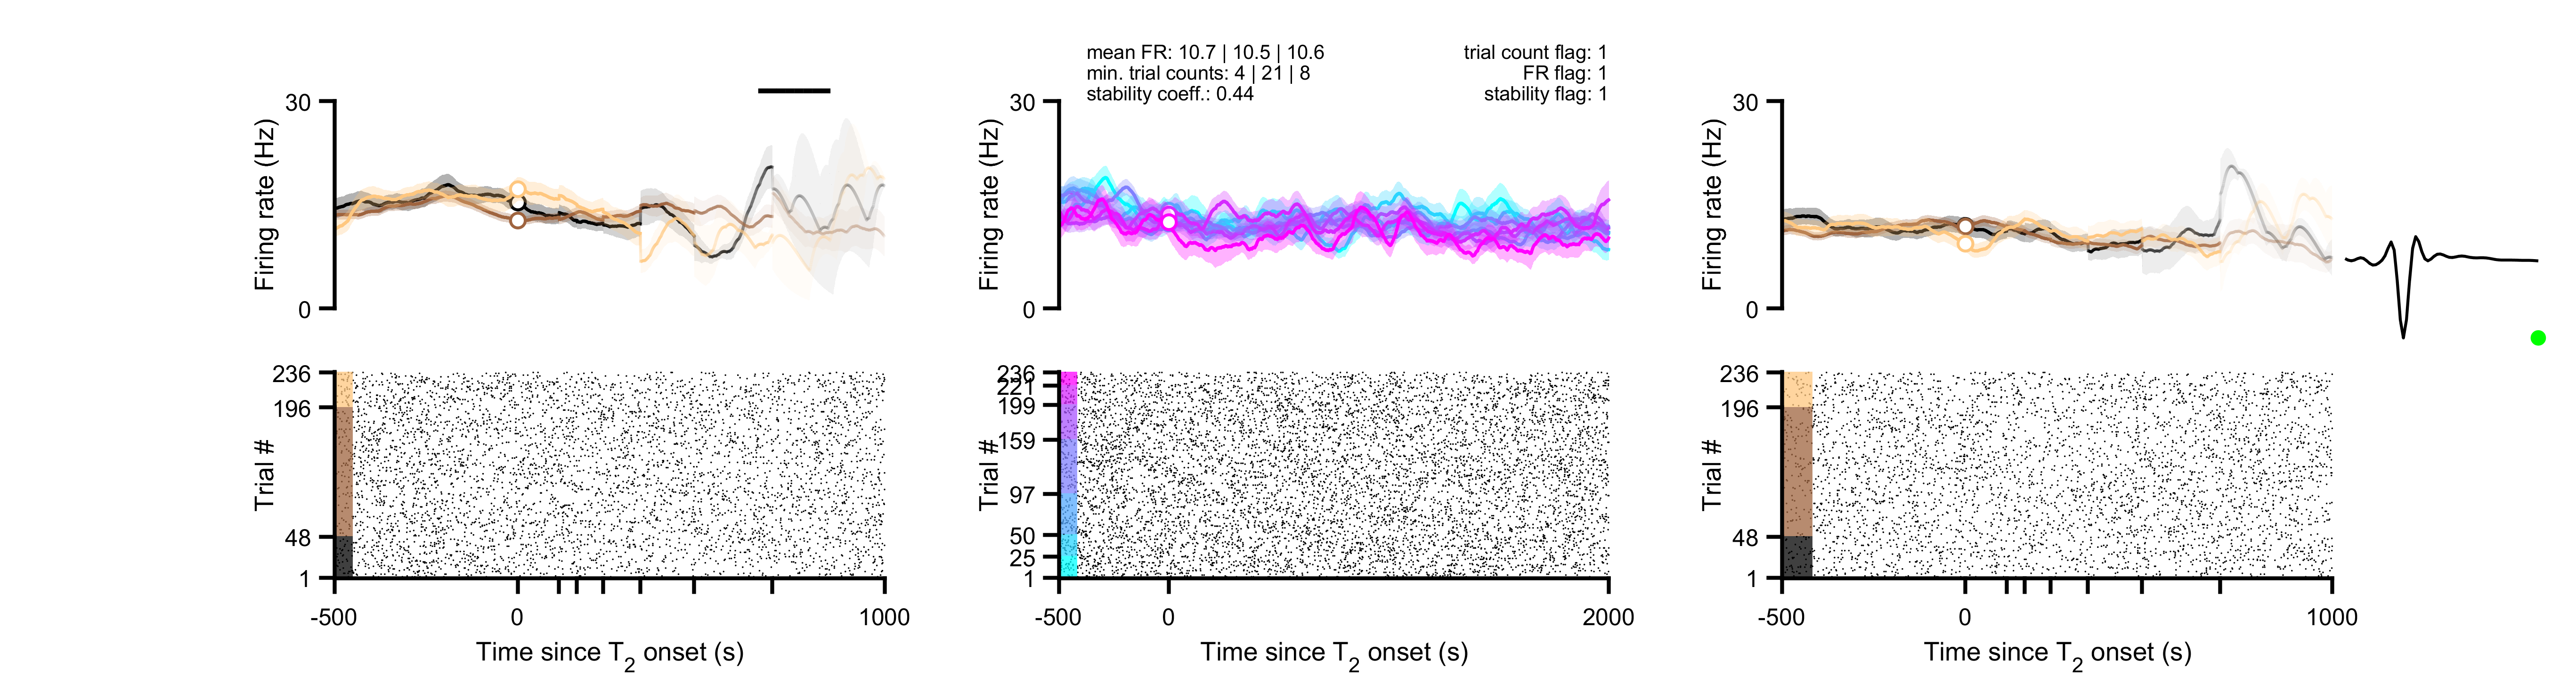 mean FR: 10.7 | 10.5 | 10.6
min. trial counts: 4 | 21 | 8
stability coeff.: 0.44
trial count flag: 1
FR flag: 1
stability flag: 1
30
0
Firing rate (Hz)
236
196
48
1
Trial #
-500
0
1000
Time since T2 onset (s)
30
0
Firing rate (Hz)
236
221
199
159
97
50
25
1
Trial #
-500
0
2000
Time since T2 onset (s)
30
0
Firing rate (Hz)
236
196
48
1
Trial #
-500
0
1000
Time since T2 onset (s)